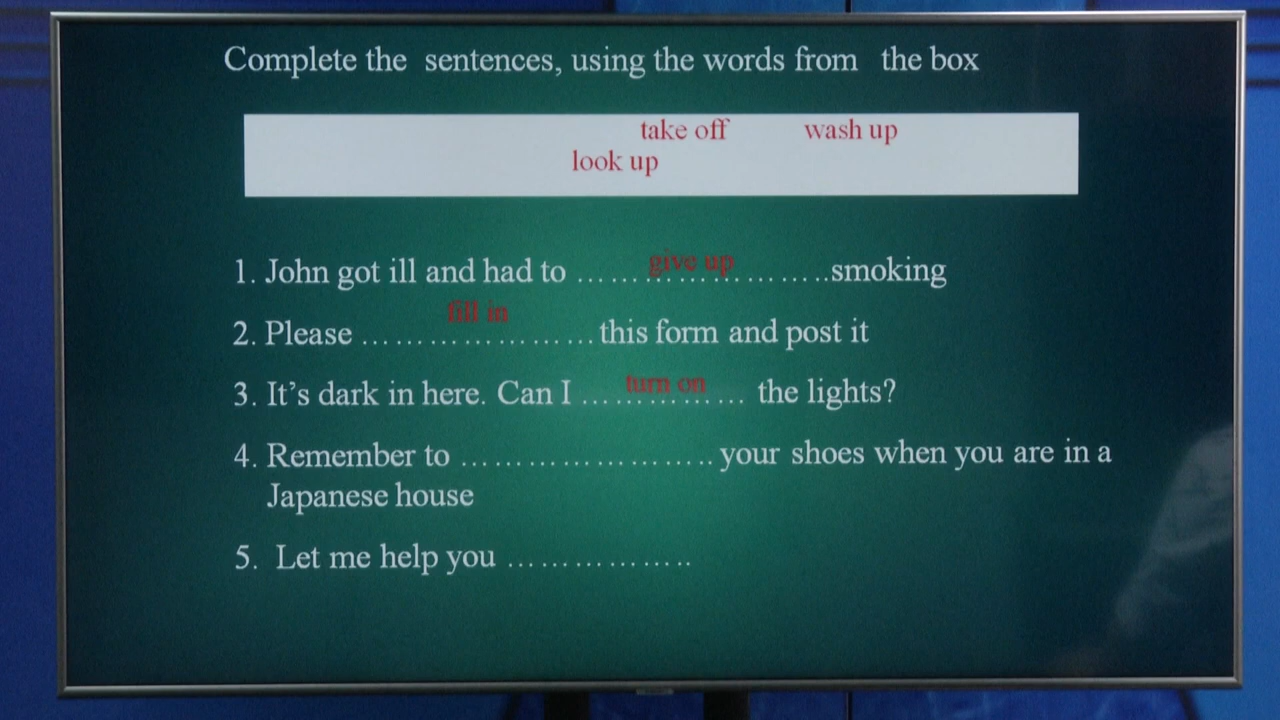 Complete the sentences, using the words from the box
take off wash up
look up
1. John got ill and had to ………give up……..smoking
2. Please ………fill in………… this form and post it
3. It’s dark in here. Can I ……turn on…… the lights?
4. Remember to …………………….. your shoes when you are in a
Japanese house
5. Let me help you ……………..